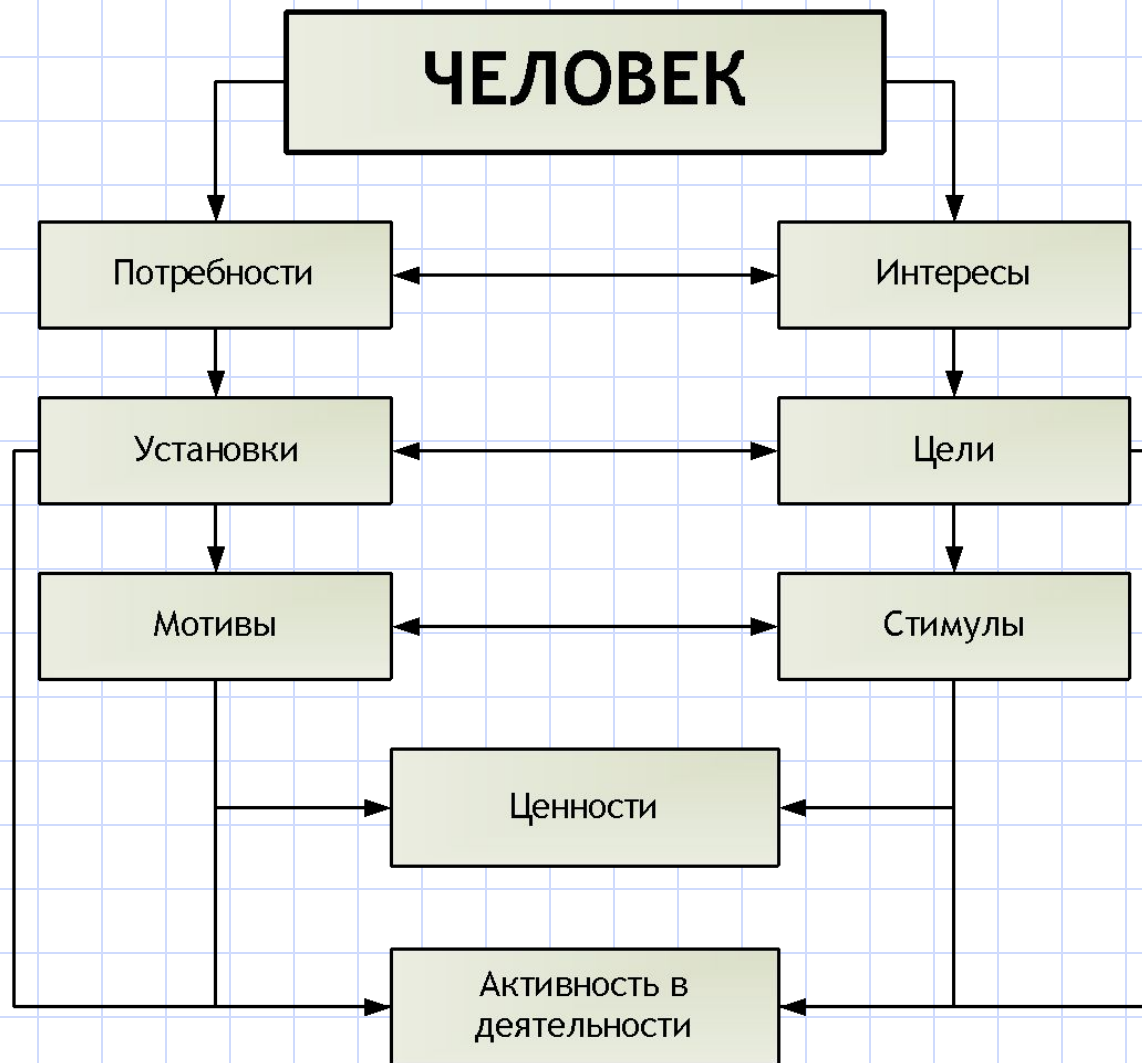 ЧЕЛОВЕК
Потребности
Интересы
Установки
Цели
Мотивы
Стимулы
Ценности
Активность в
деятельности